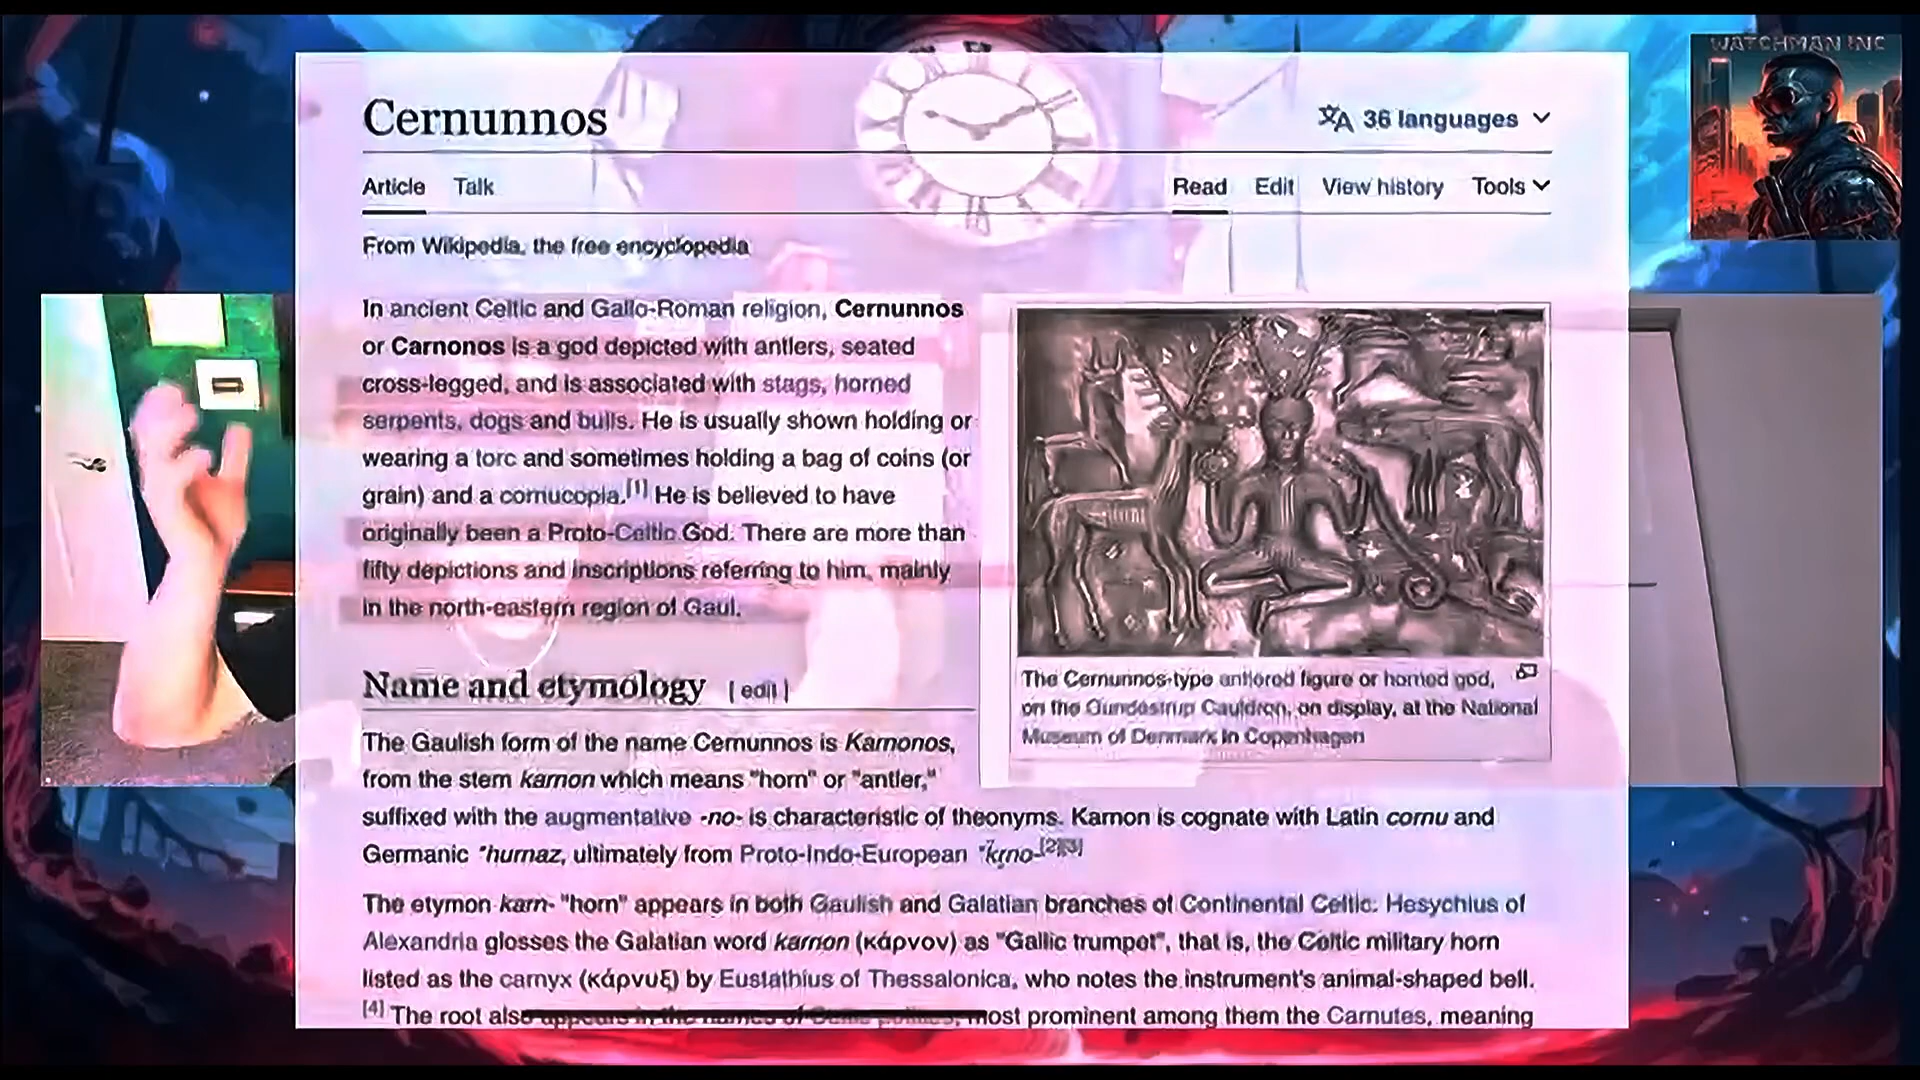 WATCHMAN INC
Cernunnos
36 languages
Article Talk
Read Edit View history Tools
From Wikipedia, the free encyclopedia
In ancient Celtic and Gallo-Roman religion, Cernunnos
or Carnonos is a god depicted with antlers, seated
cross-legged, and is associated with stags, horned
serpents, dogs and bulls. He is usually shown holding or
wearing a torc and sometimes holding a bag of coins (or
grain) and a cornucopia.[1] He is believed to have
originally been a Proto-Celtic God. There are more than
fifty depictions and inscriptions referring to him, mainly
in the north-eastern region of Gaul.
The Cernunnos-type antlered figure or horned god,
on the Gundestrup Cauldron, on display, at the National
Museum of Denmark in Copenhagen
Name and etymology [ edit ]
The Gaulish form of the name Cernunnos is Karnonos,
from the stem karnon which means "horn" or "antler,"
suffixed with the augmentative -no- is characteristic of theonyms. Karnon is cognate with Latin cornu and
Germanic *hurnaz, ultimately from Proto-Indo-European *k̑r̥no-[2][3]
The etymon karn- "horn" appears in both Gaulish and Galatian branches of Continental Celtic. Hesychius of
Alexandria glosses the Galatian word karnon (κάρνον) as "Gallic trumpet", that is, the Celtic military horn
listed as the carnyx (κάρνυξ) by Eustathius of Thessalonica, who notes the instrument's animal-shaped bell.
[4] The root also appears in the names of Celtic polities, most prominent among them the Carnutes, meaning